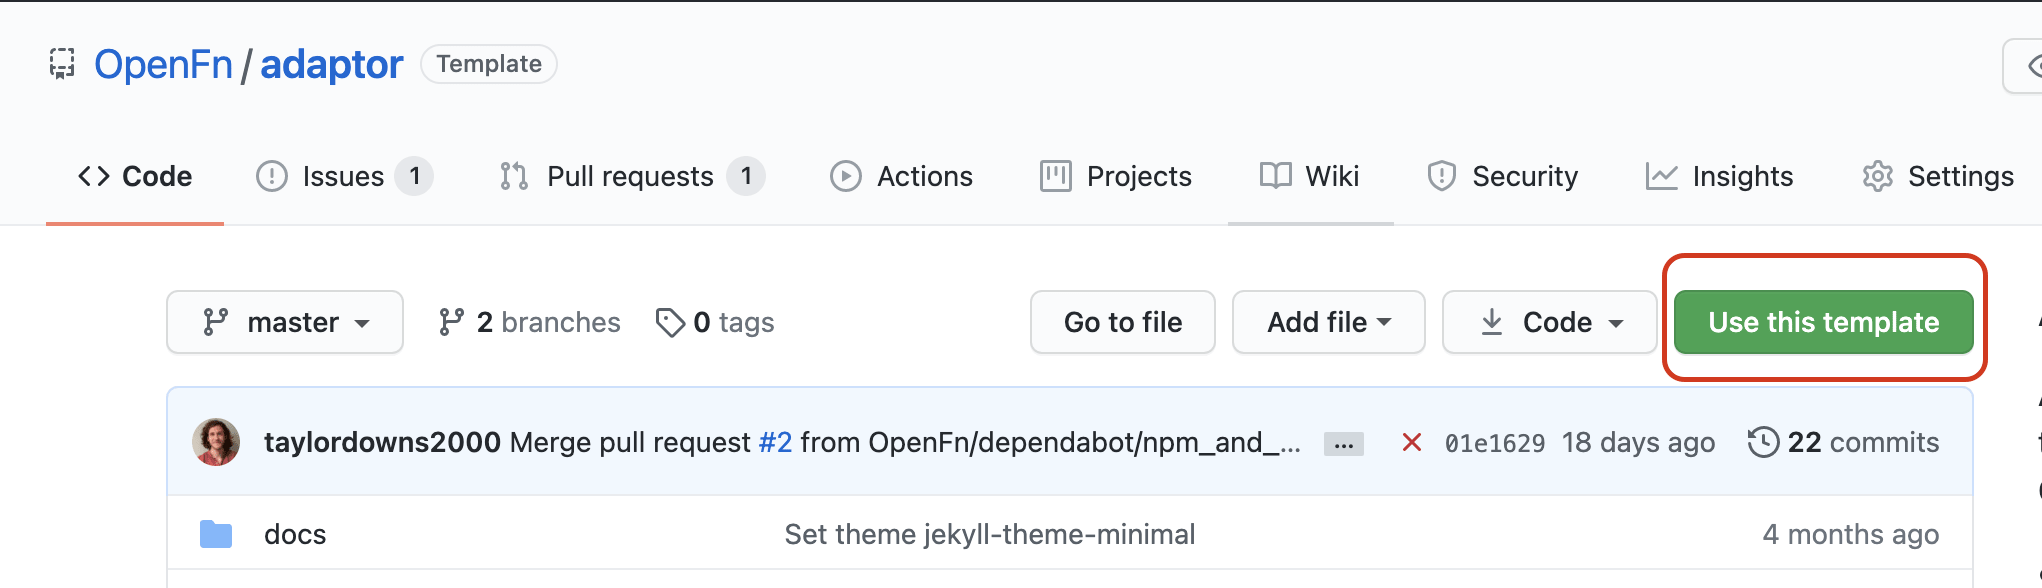 OpenFn / adaptor Template
Code Issues 1 Pull requests 1 Actions Projects Wiki Security Insights Settings
master 2 branches 0 tags Go to file Add file Code Use this template
taylordowns2000 Merge pull request #2 from OpenFn/dependabot/npm_and_... ... 01e1629 18 days ago 22 commits
docs Set theme jekyll-theme-minimal 4 months ago